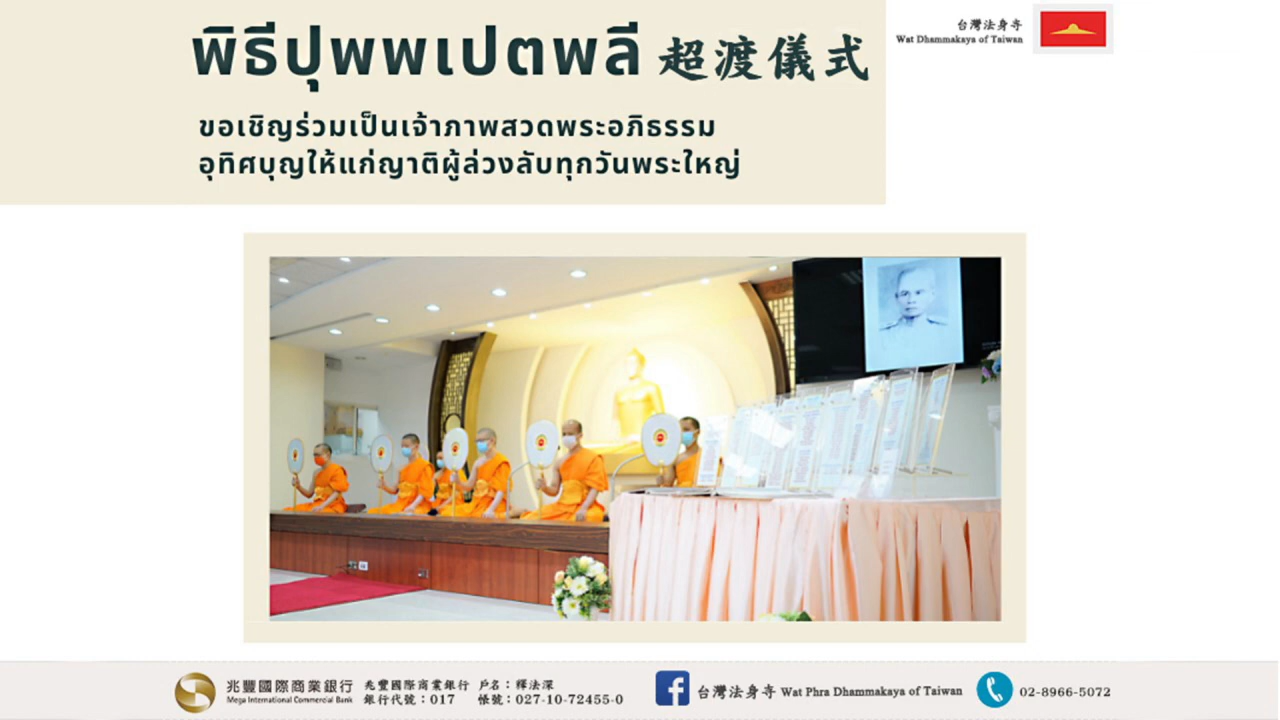 พิธีปุพพเปตพลี 超渡儀式
台灣法身寺
Wat Dhammakaya of Taiwan
ขอเชิญร่วมเป็นเจ้าภาพสวดพระอภิธรรม
อุทิศบุญให้แก่ญาติผู้ล่วงลับทุกวันพระใหญ่
兆豐國際商業銀行
Mega International Commercial Bank
兆豐國際商業銀行 戶名：釋法深
銀行代號：017 帳號：027-10-72455-0
台灣法身寺 Wat Phra Dhammakaya of Taiwan
02-8966-5072